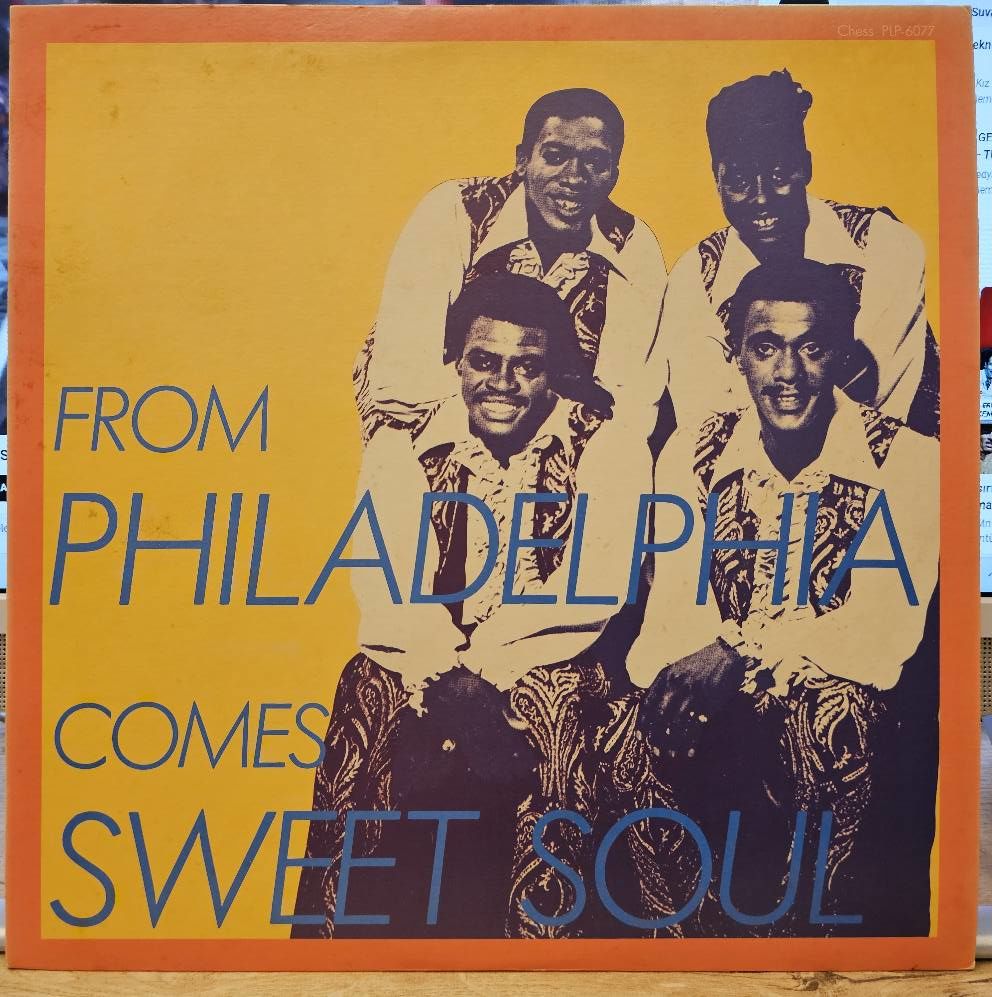 Chess PLP-6077
FROM
PHILADELPHIA
COMES
SWEET SOUL